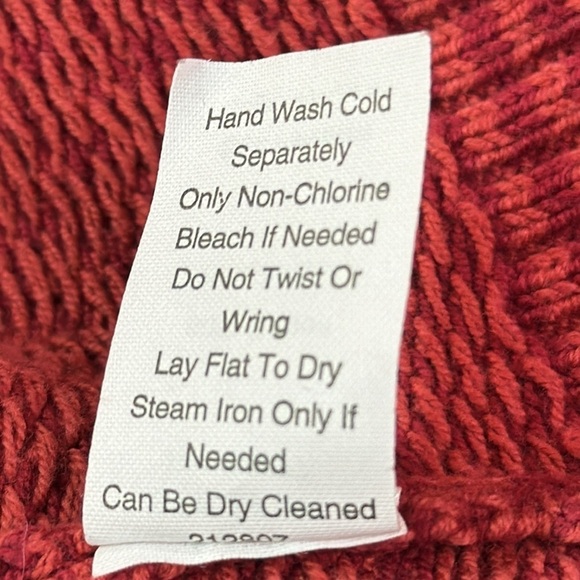 Hand Wash Cold
Separately
Only Non-Chlorine
Bleach If Needed
Do Not Twist Or
Wring
Lay Flat To Dry
Steam Iron Only If
Needed
Can Be Dry Cleaned